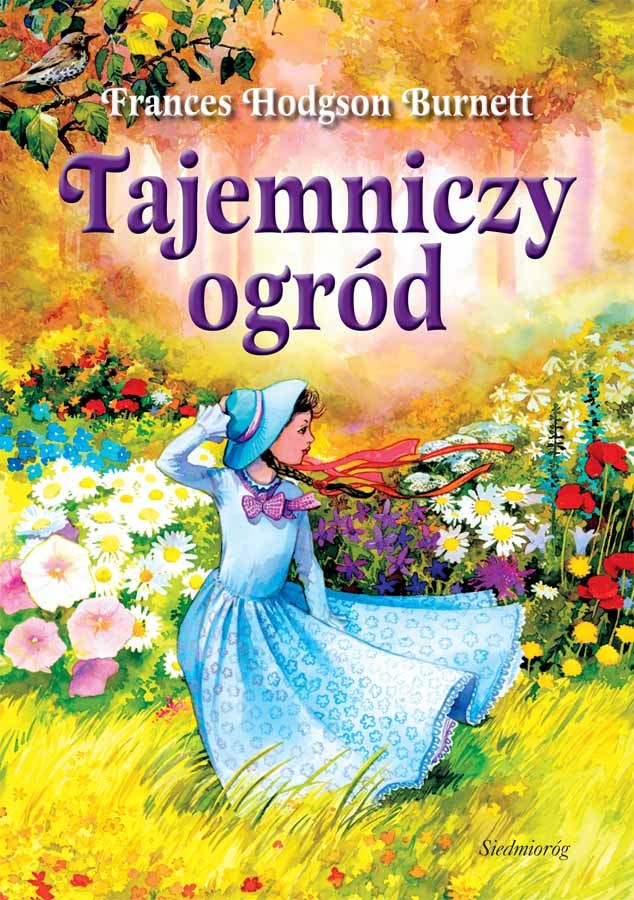 Frances Hodgson Burnett
Tajemniczy
ogród
Siedmioróg